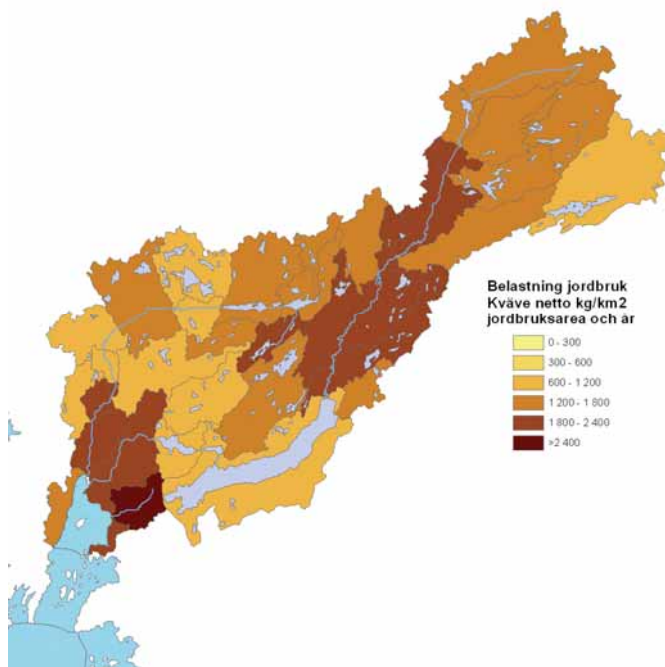 Belastning jordbruk
Kväve netto kg/km2
jordbruksarea och år
0 - 300
300 - 600
600 - 1 200
1 200 - 1 800
1 800 - 2 400
>2 400